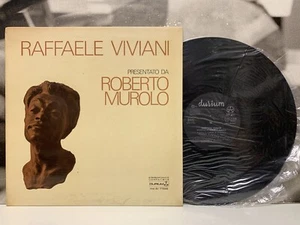 RAFFAELE VIVIANI
PRESENTATO DA
ROBERTO
MUROLO
durium